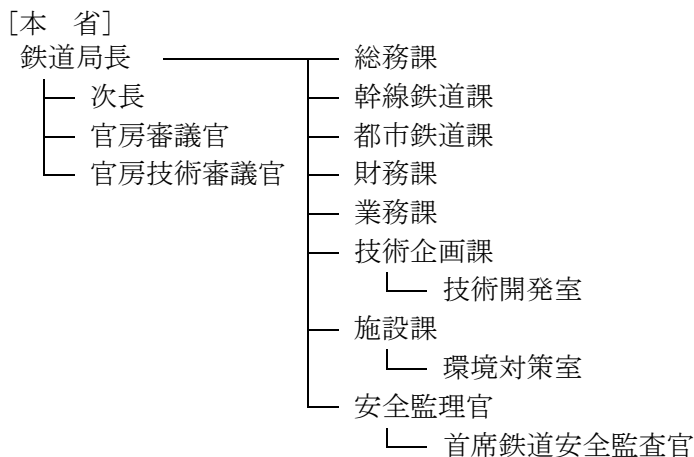 ［本　省］
鉄道局長　総務課
次長　幹線鉄道課
官房審議官　都市鉄道課
官房技術審議官　財務課
業務課
技術企画課
技術開発室
施設課
環境対策室
安全監理官
首席鉄道安全監査官